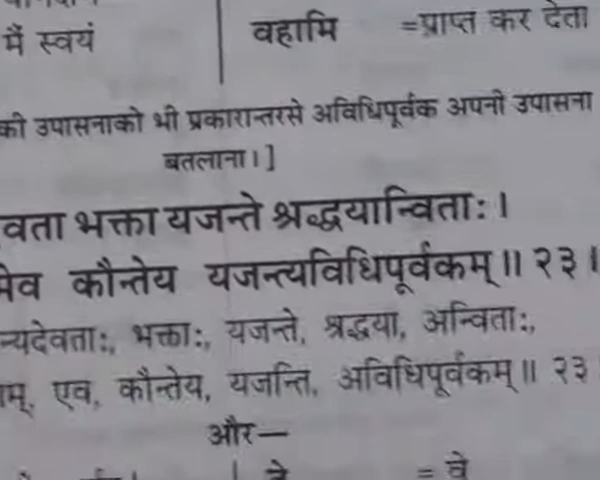 मैं स्वयं वहामि =प्राप्त कर देता
की उपासनाको भी प्रकारान्तरसे अविधिपूर्वक अपनी उपासना
बतलाना।]
वता भक्ता यजन्ते श्रद्धयान्विताः।
मेव कौन्तेय यजन्त्यविधिपूर्वकम्॥ २३।
न्यदेवताः, भक्ताः, यजन्ते, श्रद्धया, अन्विताः,
ाम्, एव, कौन्तेय, यजन्ति, अविधिपूर्वकम्॥ २३
और—
= वे